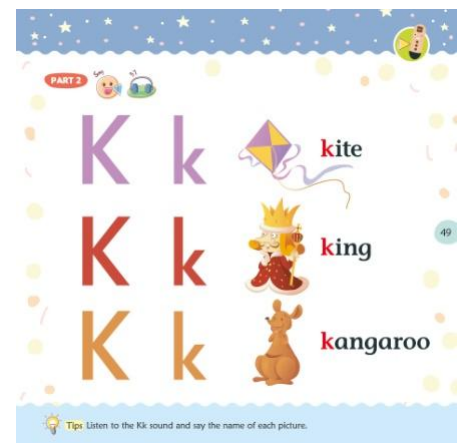 PART 2
Say
K k
kite
K k
king
49
K k
kangaroo
Tips Listen to the Kk sound and say the name of each picture.